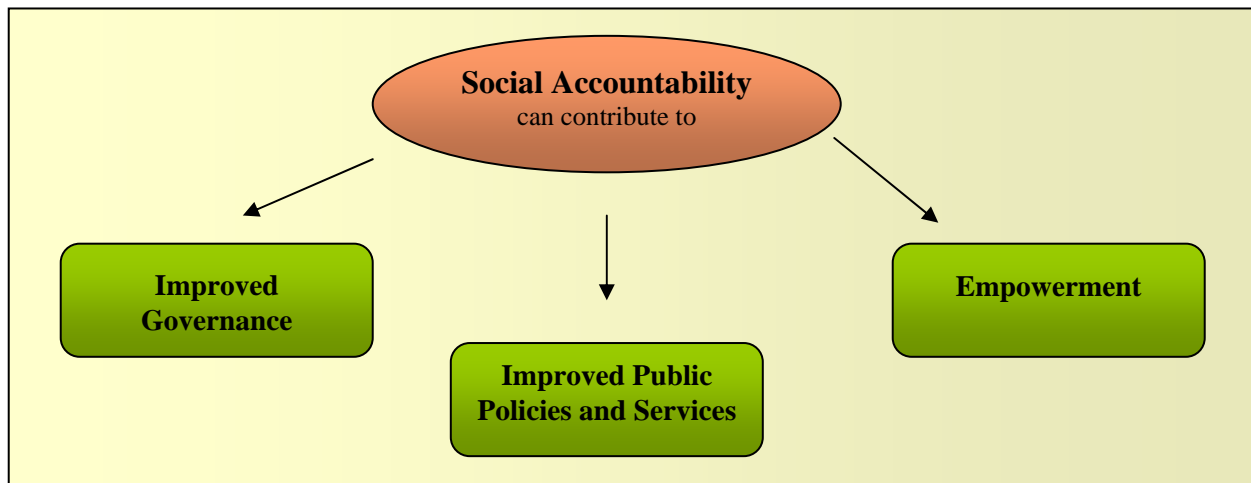 Social Accountability
can contribute to
Improved
Governance
Empowerment
Improved Public
Policies and Services